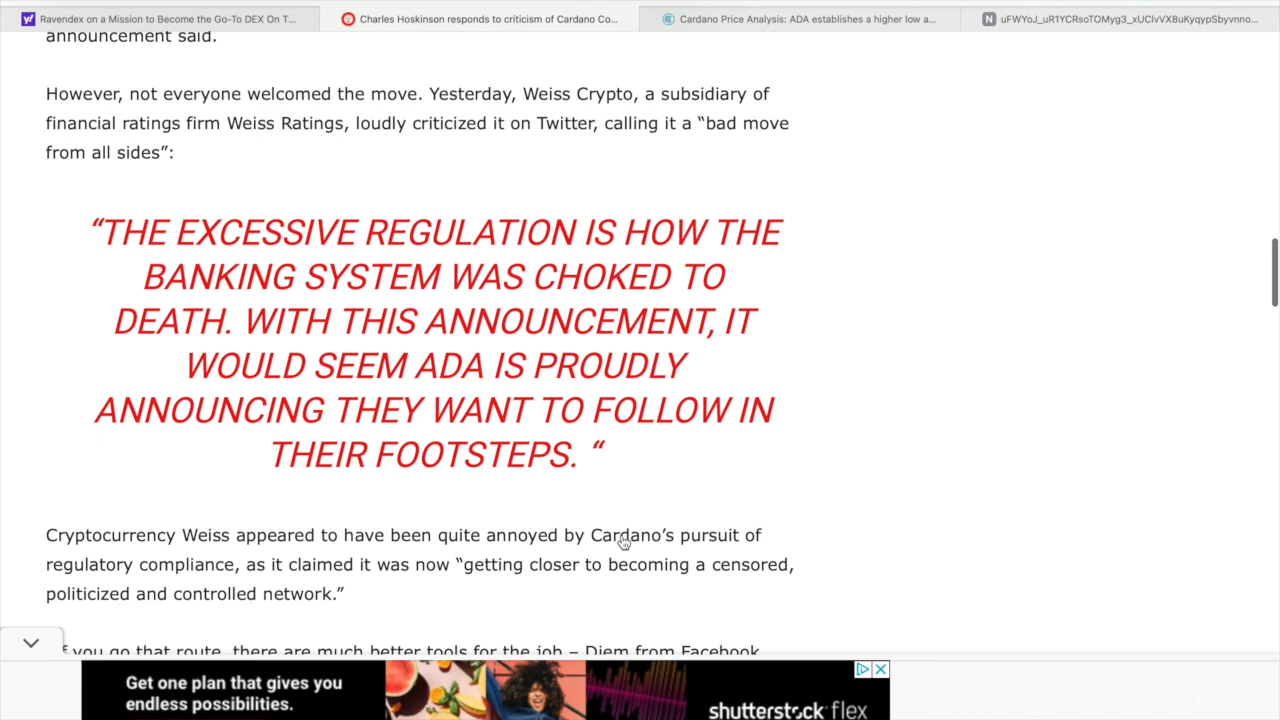 Ravendex on a Mission to Become the Go-To DEX On T...
Charles Hoskinson responds to criticism of Cardano Co...
Cardano Price Analysis: ADA establishes a higher low a...
N uFWYoJ_uR1YCRsoTOMyg3_xUClvVX8uKyqypSbyvnno...
announcement said.
However, not everyone welcomed the move. Yesterday, Weiss Crypto, a subsidiary of
financial ratings firm Weiss Ratings, loudly criticized it on Twitter, calling it a “bad move
from all sides”:
“THE EXCESSIVE REGULATION IS HOW THE
BANKING SYSTEM WAS CHOKED TO
DEATH. WITH THIS ANNOUNCEMENT, IT
WOULD SEEM ADA IS PROUDLY
ANNOUNCING THEY WANT TO FOLLOW IN
THEIR FOOTSTEPS. “
Cryptocurrency Weiss appeared to have been quite annoyed by Cardano’s pursuit of
regulatory compliance, as it claimed it was now “getting closer to becoming a censored,
politicized and controlled network.”
you go that route, there are much better tools for the job – Diem from Facebook
Get one plan that gives you
endless possibilities.
shutterstock flex